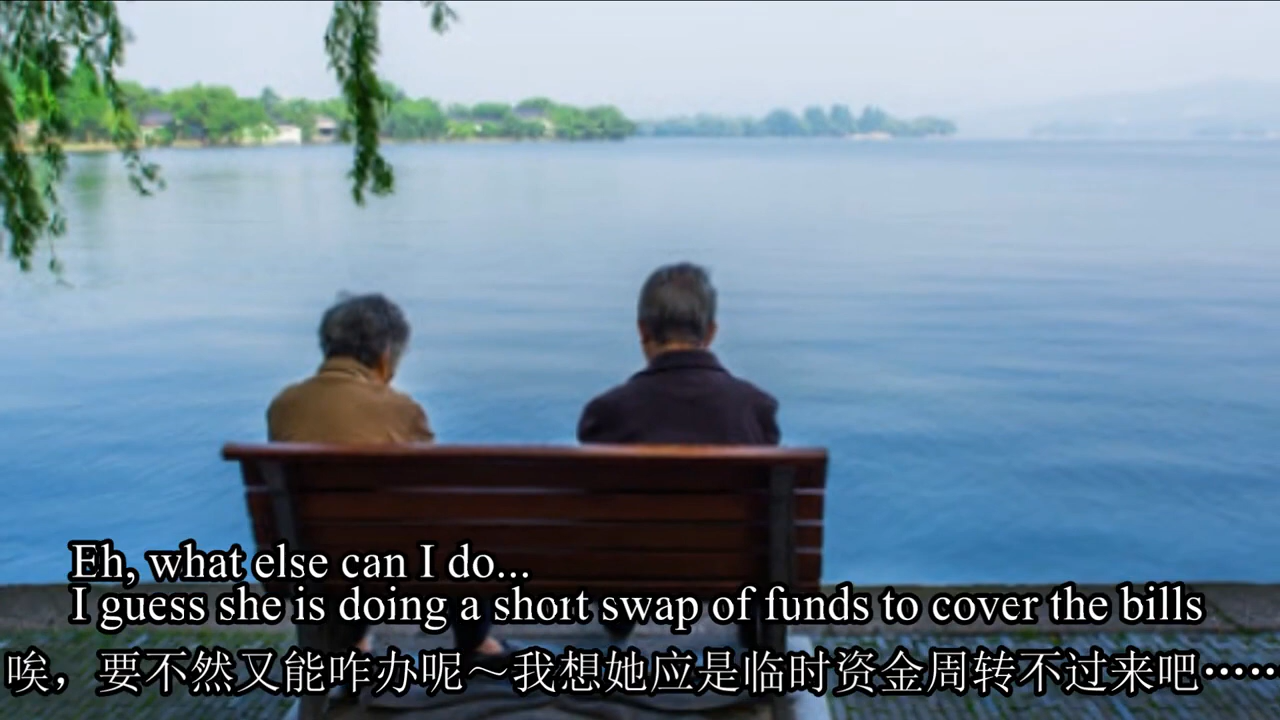 Eh, what else can I do...
I guess she is doing a short swap of funds to cover the bills
唉，要不然又能咋办呢～我想她应是临时资金周转不过来吧……